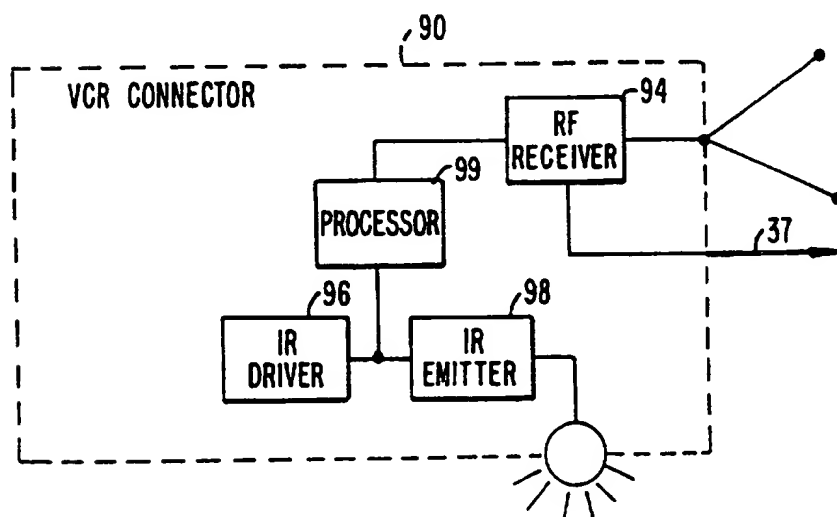 90
VCR CONNECTOR
94
RF
RECEIVER
99
PROCESSOR
37
96
IR
DRIVER
98
IR
EMITTER